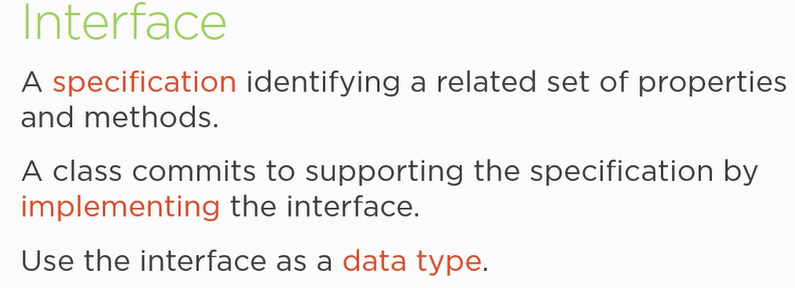 Interface
A specification identifying a related set of properties
and methods.
A class commits to supporting the specification by
implementing the interface.
Use the interface as a data type.